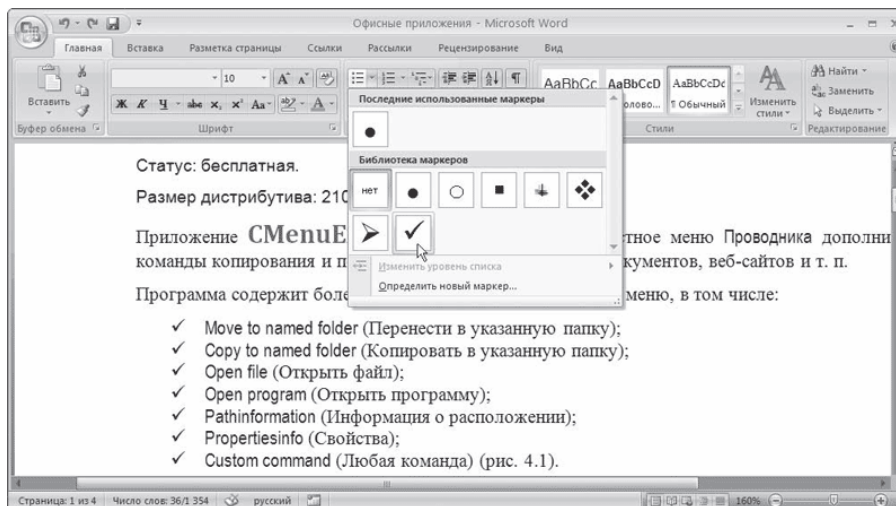 Офисные приложения - Microsoft Word
Главная Вставка Разметка страницы Ссылки Рассылки Рецензирование Вид
Вставить
Буфер обмена
10
Ж К Ч abc x₂ x² Aa
Шрифт
AaBbCc AaBbCcD AaBbCcDc
олово... ¶ Обычный
Изменить стили
Стили
Найти
Заменить
Выделить
Редактирование
Последние использованные маркеры
Библиотека маркеров
нет
Изменить уровень списка
Определить новый маркер...
Статус: бесплатная.
Размер дистрибутива: 210
Приложение CMenuE тное меню Проводника дополни
команды копирования и п кументов, веб-сайтов и т. п.
Программа содержит боле меню, в том числе:
✓ Move to named folder (Перенести в указанную папку);
✓ Copy to named folder (Копировать в указанную папку);
✓ Open file (Открыть файл);
✓ Open program (Открыть программу);
✓ Pathinformation (Информация о расположении);
✓ Propertiesinfo (Свойства);
✓ Custom command (Любая команда) (рис. 4.1).
Страница: 1 из 4 Число слов: 36/1 354 русский 160%